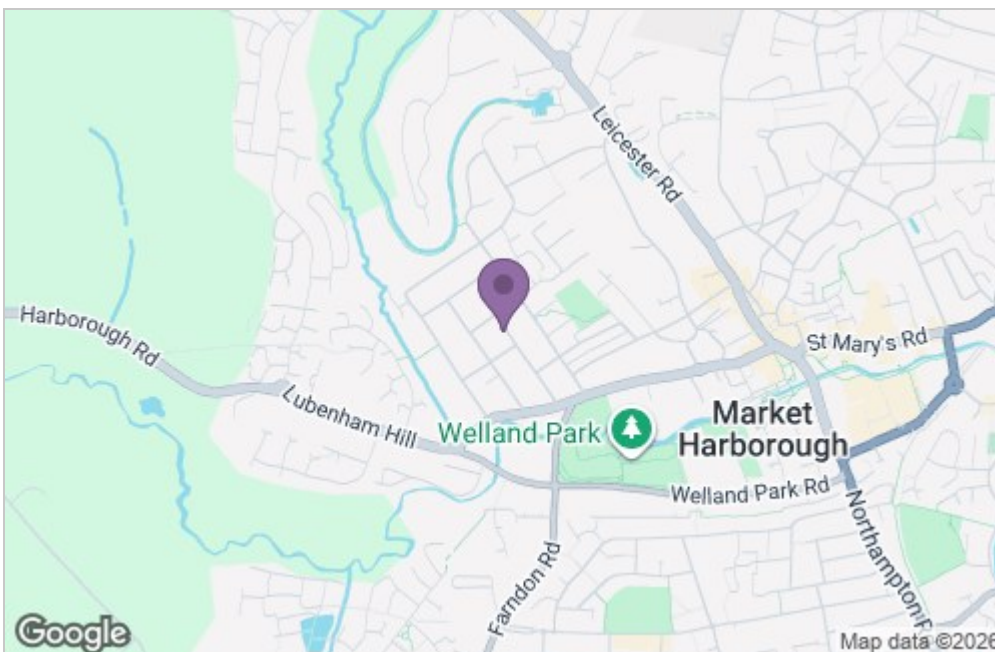 Leicester Rd
Harborough Rd
St Mary's Rd
Lubenham Hill
Welland Park
Market
Harborough
Welland Park Rd
Northampton R
Farndon Rd
Google
Map data ©2026